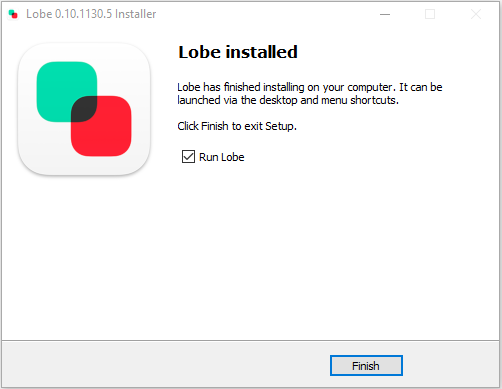 Lobe 0.10.1130.5 Installer
Lobe installed
Lobe has finished installing on your computer. It can be
launched via the desktop and menu shortcuts.
Click Finish to exit Setup.
Run Lobe
Finish